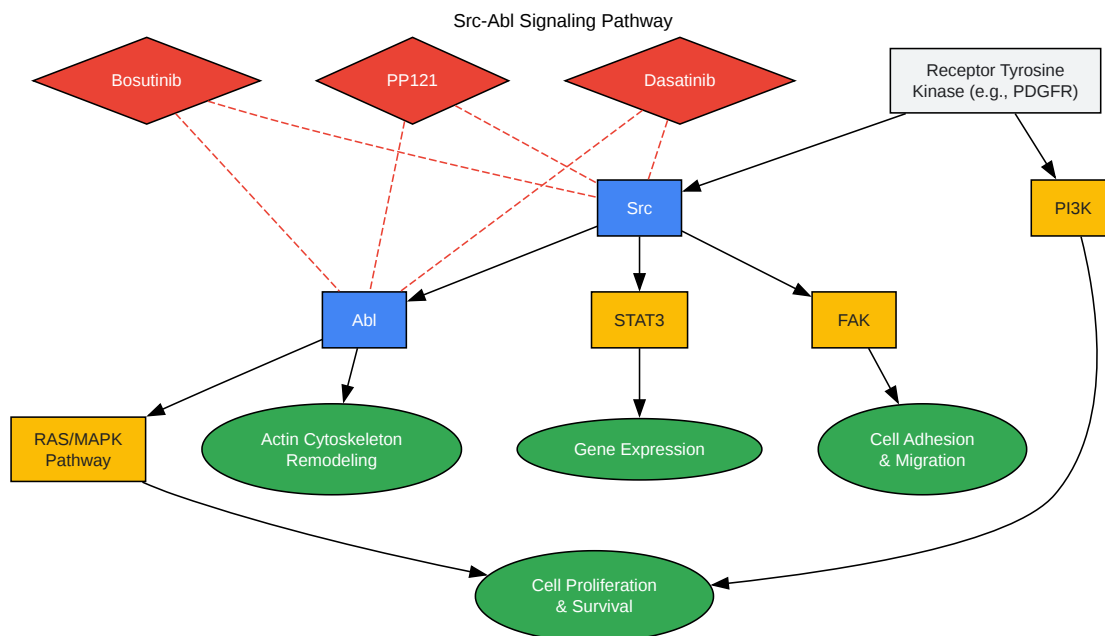 Src-Abl Signaling Pathway
Bosutinib
PP121
Dasatinib
Receptor Tyrosine
Kinase (e.g., PDGFR)
Src
PI3K
Abl
STAT3
FAK
RAS/MAPK
Pathway
Actin Cytoskeleton
Remodeling
Gene Expression
Cell Adhesion
& Migration
Cell Proliferation
& Survival